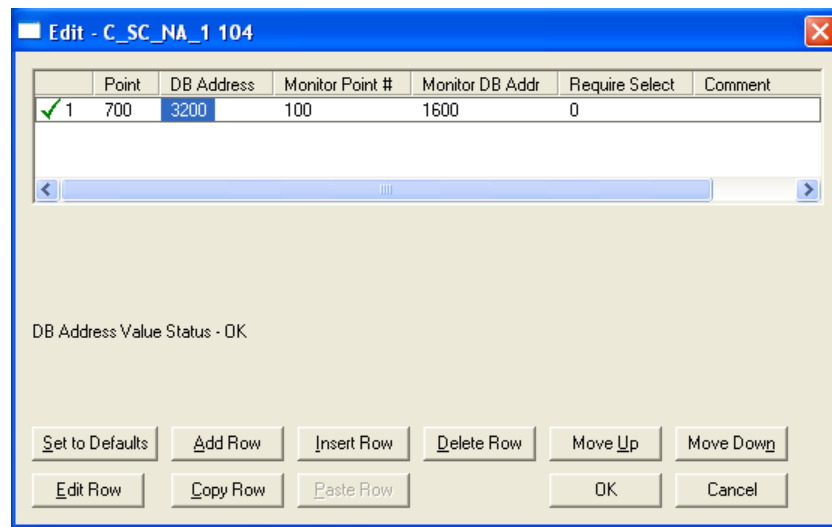 Edit - C_SC_NA_1 104
Point DB Address Monitor Point # Monitor DB Addr Require Select Comment
1 700 3200 100 1600 0
DB Address Value Status - OK
Set to Defaults Add Row Insert Row Delete Row Move Up Move Down
Edit Row Copy Row Paste Row OK Cancel